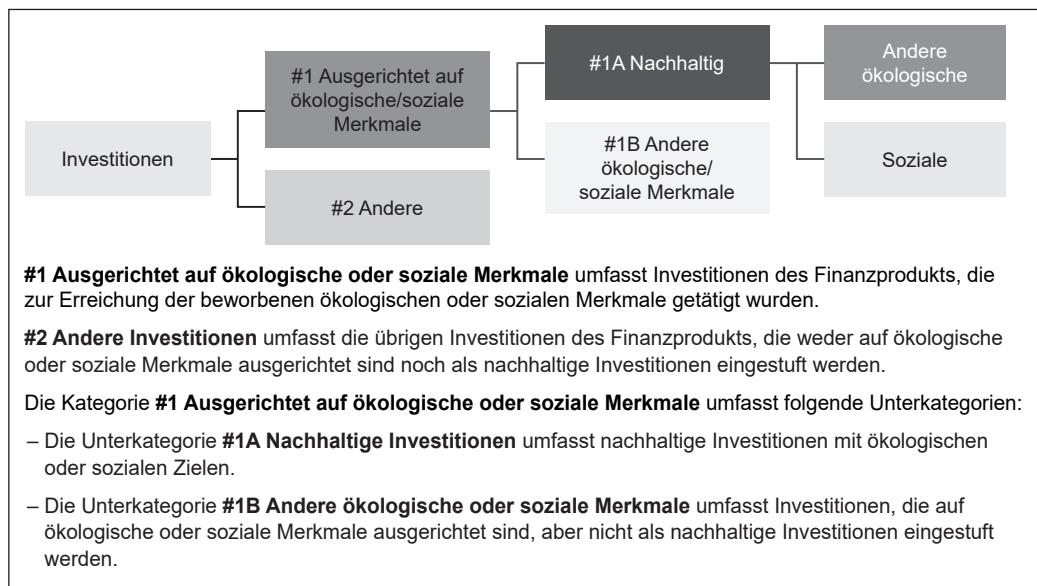 Investitionen
#1 Ausgerichtet auf
ökologische/soziale
Merkmale
#2 Andere
#1A Nachhaltig
#1B Andere
ökologische/
soziale Merkmale
Andere
ökologische
Soziale
#1 Ausgerichtet auf ökologische oder soziale Merkmale umfasst Investitionen des Finanzprodukts, die
zur Erreichung der beworbenen ökologischen oder sozialen Merkmale getätigt wurden.
#2 Andere Investitionen umfasst die übrigen Investitionen des Finanzprodukts, die weder auf ökologische
oder soziale Merkmale ausgerichtet sind noch als nachhaltige Investitionen eingestuft werden.
Die Kategorie #1 Ausgerichtet auf ökologische oder soziale Merkmale umfasst folgende Unterkategorien:
– Die Unterkategorie #1A Nachhaltige Investitionen umfasst nachhaltige Investitionen mit ökologischen
oder sozialen Zielen.
– Die Unterkategorie #1B Andere ökologische oder soziale Merkmale umfasst Investitionen, die auf
ökologische oder soziale Merkmale ausgerichtet sind, aber nicht als nachhaltige Investitionen eingestuft
werden.